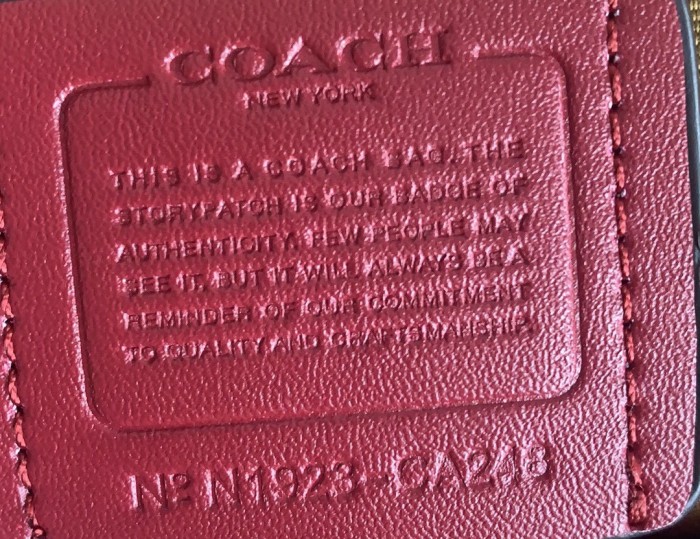 COACH
NEW YORK
THIS IS A COACH BAG. THE
STORYPATCH IS OUR BADGE OF
AUTHENTICITY. FEW PEOPLE MAY
SEE IT, BUT IT WILL ALWAYS BE A
REMINDER OF OUR COMMITMENT
TO QUALITY AND CRAFTSMANSHIP.
Nº N1923-CA248